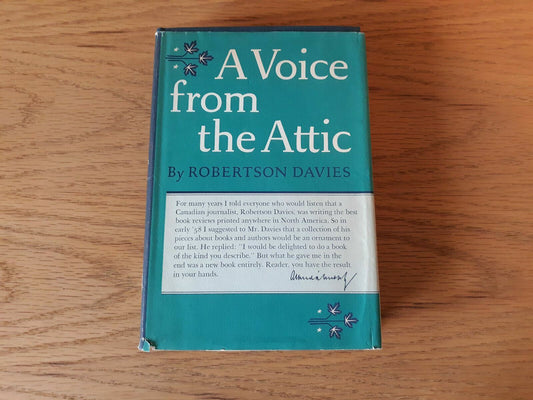 A Voice
from
the Attic
By ROBERTSON DAVIES
For many years I told everyone who would listen that a
Canadian journalist, Robertson Davies, was writing the best
book reviews printed anywhere in North America. So in
early '58 I suggested to Mr. Davies that a collection of his
pieces about books and authors would be an ornament to
our list. He replied: "I would be delighted to do a book
of the kind you describe." But what he gave me in the
end was a new book entirely. Reader, you have the result
in your hands.